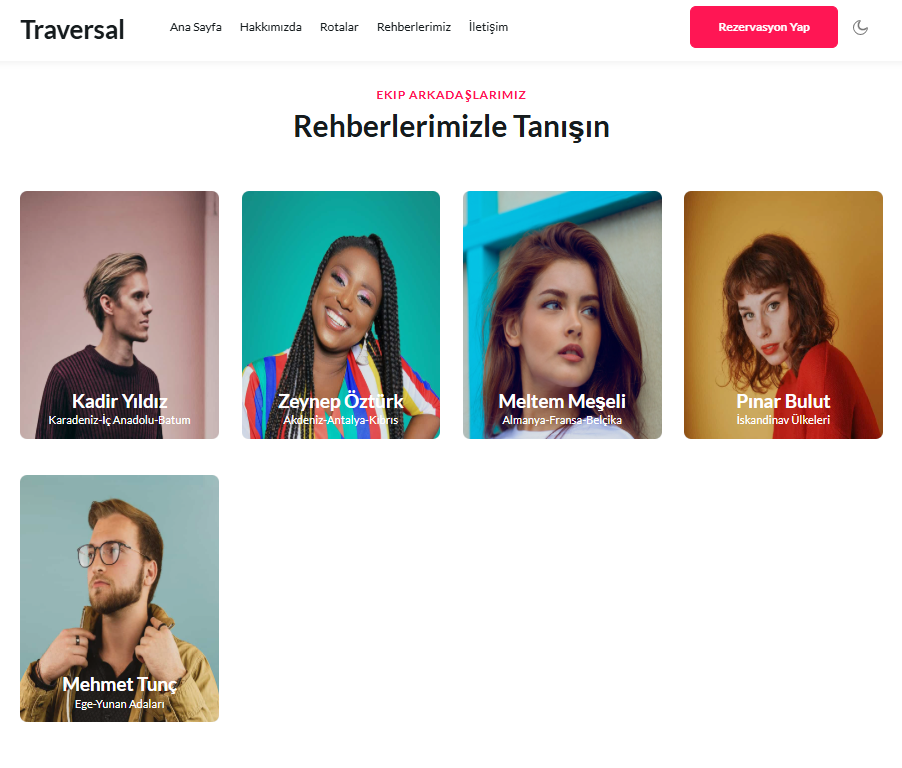 Traversal
Ana Sayfa
Hakkımızda
Rotalar
Rehberlerimiz
İletişim
Rezervasyon Yap
EKIP ARKADAŞLARIMIZ
Rehberlerimizle Tanışın
Kadir Yıldız
Karadeniz-İç Anadolu-Batum
Zeynep Öztürk
Akdeniz-Antalya-Kıbrıs
Meltem Meşeli
Almanya-Fransa-Belçika
Pınar Bulut
İskandinav Ülkeleri
Mehmet Tunç
Ege-Yunan Adaları